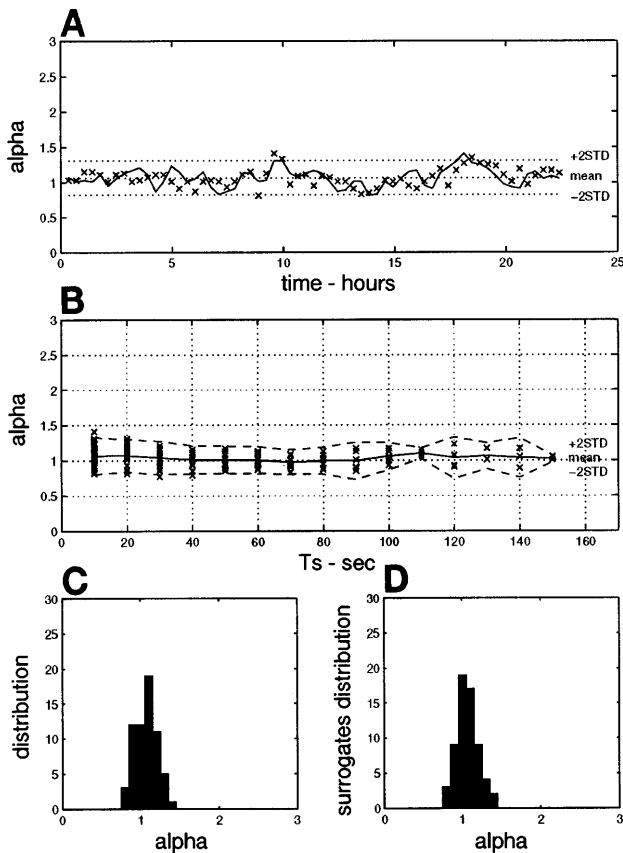 A
3
2.5
2
1.5
1
0.5
0
alpha
+2STD
mean
-2STD
0 5 10 15 20 25
time - hours
B
3
2.5
2
1.5
1
0.5
0
alpha
+2STD
mean
-2STD
0 20 40 60 80 100 120 140 160
Ts - sec
C
30
25
20
15
10
5
0
distribution
0 1 2 3
alpha
D
30
25
20
15
10
5
0
surrogates distribution
0 1 2 3
alpha